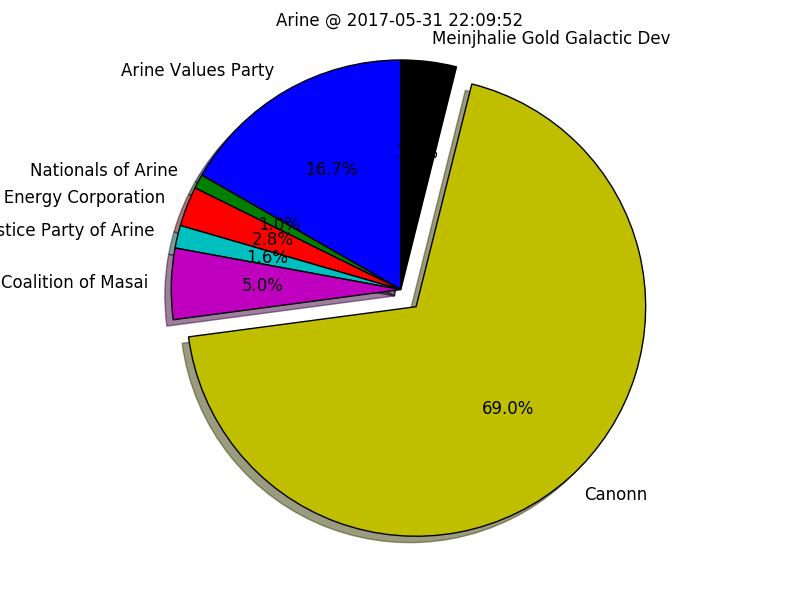 Arine @ 2017-05-31 22:09:52
Meinjhalie Gold Galactic Dev
Arine Values Party
16.7%
Nationals of Arine
1.0%
Energy Corporation
2.8%
Party of Arine
1.6%
Coalition of Masai
5.0%
69.0%
Canonn